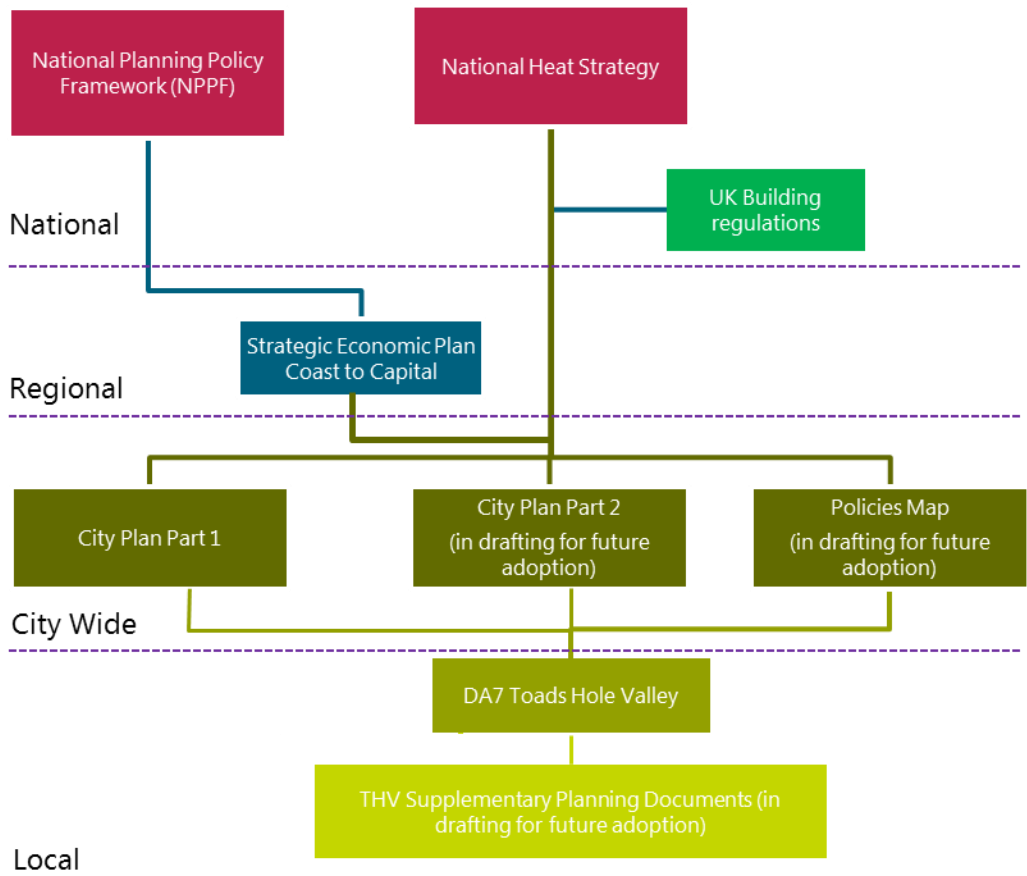 National Planning Policy
Framework (NPPF)
National Heat Strategy
UK Building
regulations
National
Strategic Economic Plan
Coast to Capital
Regional
City Plan Part 1
City Plan Part 2
(in drafting for future
adoption)
Policies Map
(in drafting for future
adoption)
City Wide
DA7 Toads Hole Valley
THV Supplementary Planning Documents (in
drafting for future adoption)
Local